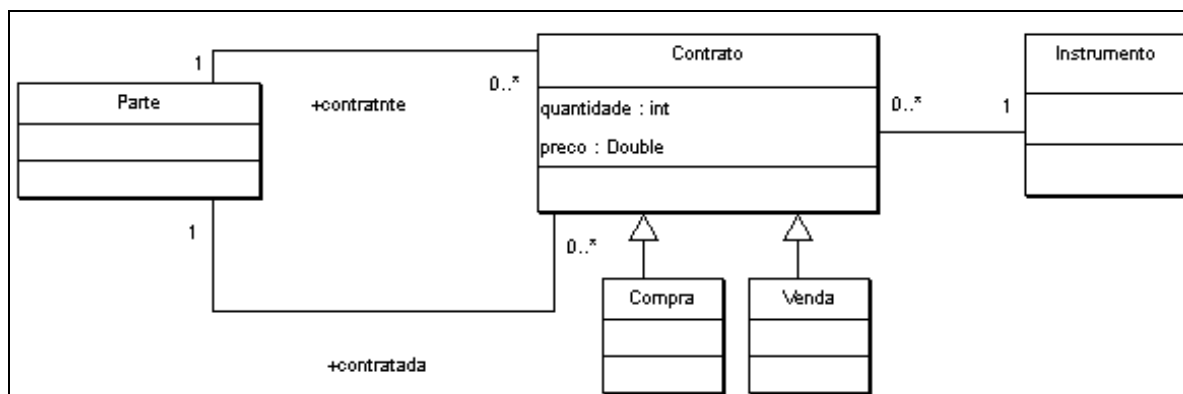 Contrato
Instrumento
1
0..*
Parte
+contratnte
quantidade : int
0..*
1
preco : Double
1
0..*
Compra
Venda
+contratada